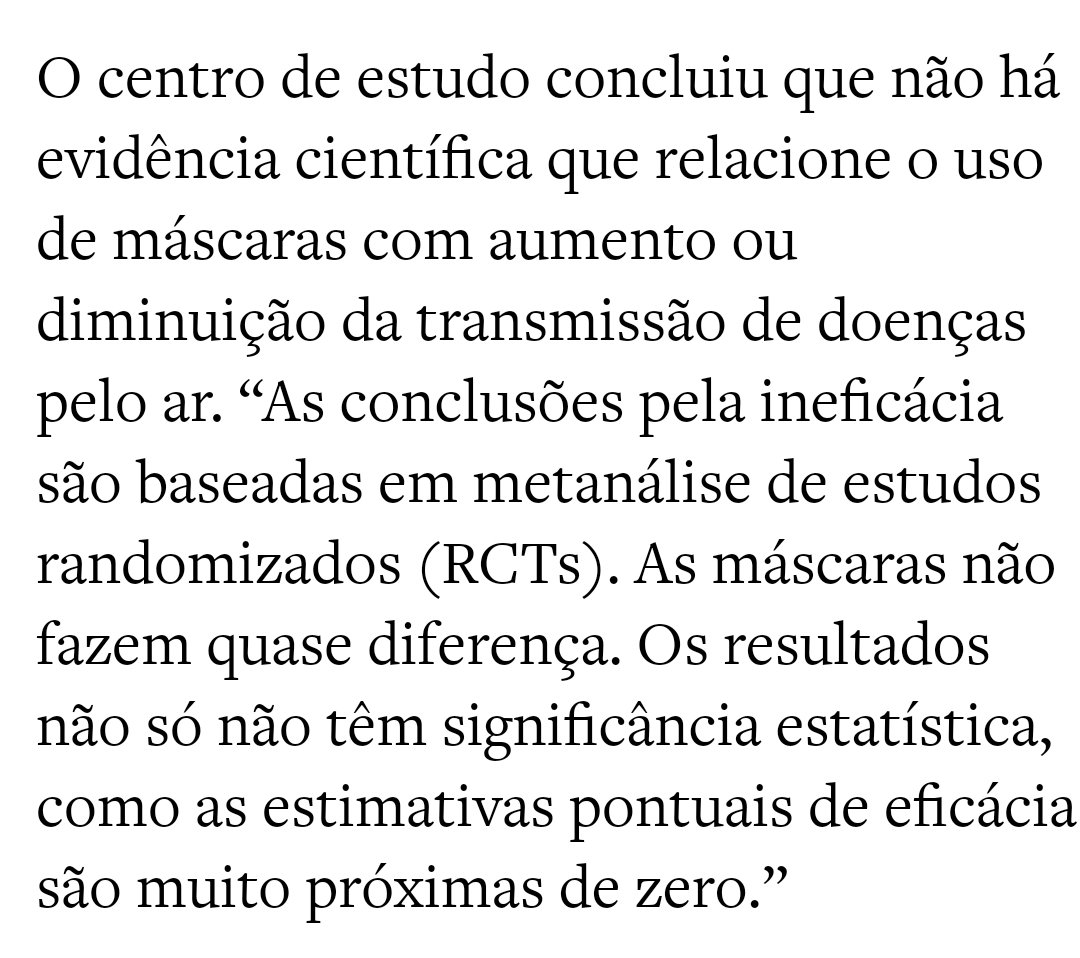 O centro de estudo concluiu que não há
evidência científica que relacione o uso
de máscaras com aumento ou
diminuição da transmissão de doenças
pelo ar. “As conclusões pela ineficácia
são baseadas em metanálise de estudos
randomizados (RCTs). As máscaras não
fazem quase diferença. Os resultados
não só não têm significância estatística,
como as estimativas pontuais de eficácia
são muito próximas de zero.”